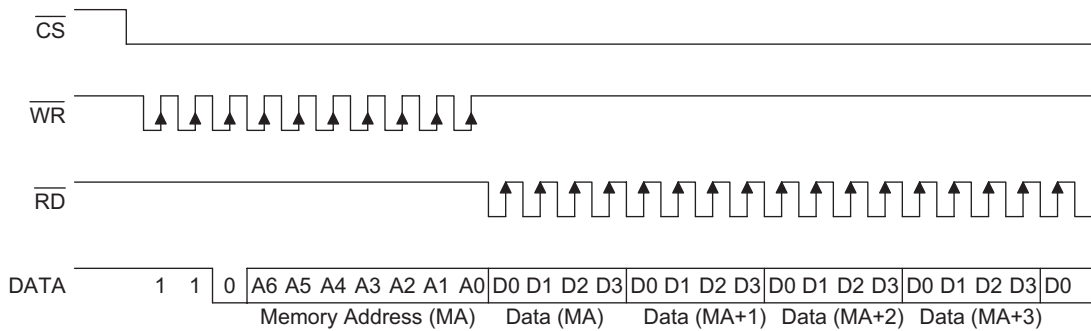 CS
WR
RD
DATA 1 1 0 A6 A5 A4 A3 A2 A1 A0 D0 D1 D2 D3 D0 D1 D2 D3 D0 D1 D2 D3 D0 D1 D2 D3 D0
Memory Address (MA) Data (MA) Data (MA+1) Data (MA+2) Data (MA+3)